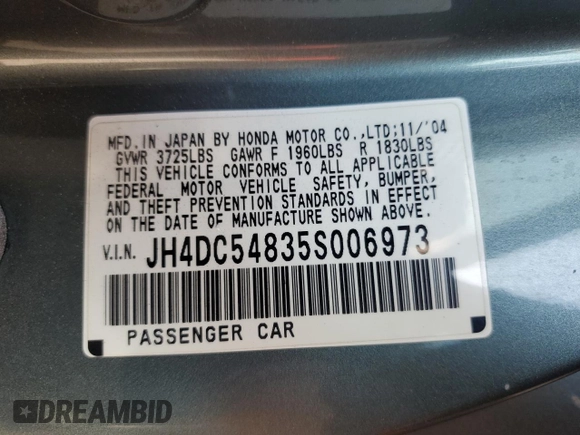 MFD. IN JAPAN BY HONDA MOTOR CO.,LTD;11/'04
GVWR 3725LBS GAWR F 1960LBS R 1830LBS
THIS VEHICLE CONFORMS TO ALL APPLICABLE
FEDERAL MOTOR VEHICLE SAFETY, BUMPER,
AND THEFT PREVENTION STANDARDS IN EFFECT
ON THE DATE OF MANUFACTURE SHOWN ABOVE.
V.I.N. JH4DC54835S006973
PASSENGER CAR
DREAMBID